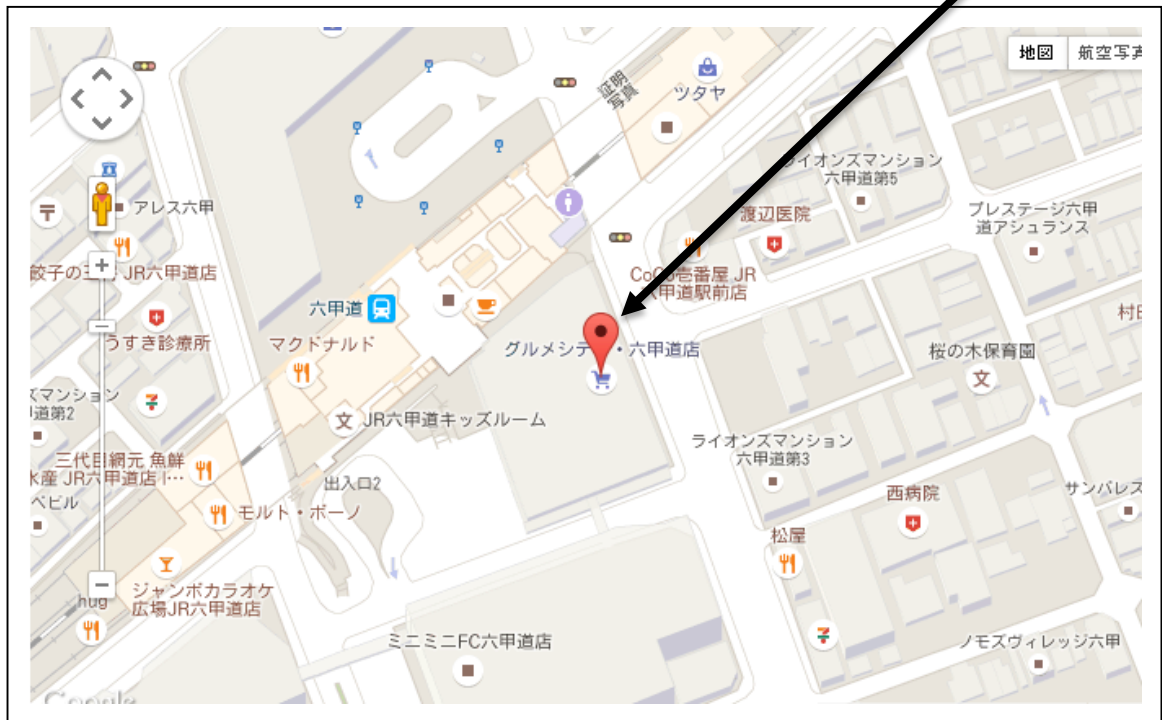 地図
航空写真
証明
写真
ツタヤ
ライオンズマンション
六甲道第5
アレス六甲
渡辺医院
プレステージ六甲
道アシュランス
餃子の王将 JR六甲道店
CoCo壱番屋 JR
六甲道駅前店
六甲道
村田
うすき診療所
マクドナルド
グルメシティ・六甲道店
桜の木保育園
ズマンション
道第2
JR六甲道キッズルーム
ライオンズマンション
六甲道第3
三代目網元 魚鮮
水産 JR六甲道店 |…
出入口2
西病院
サンパレス
ベビル
モルト・ボーノ
松屋
ジャンボカラオケ
広場JR六甲道店
hug
ミニミニFC六甲道店
ノモズヴィレッジ六甲
Google